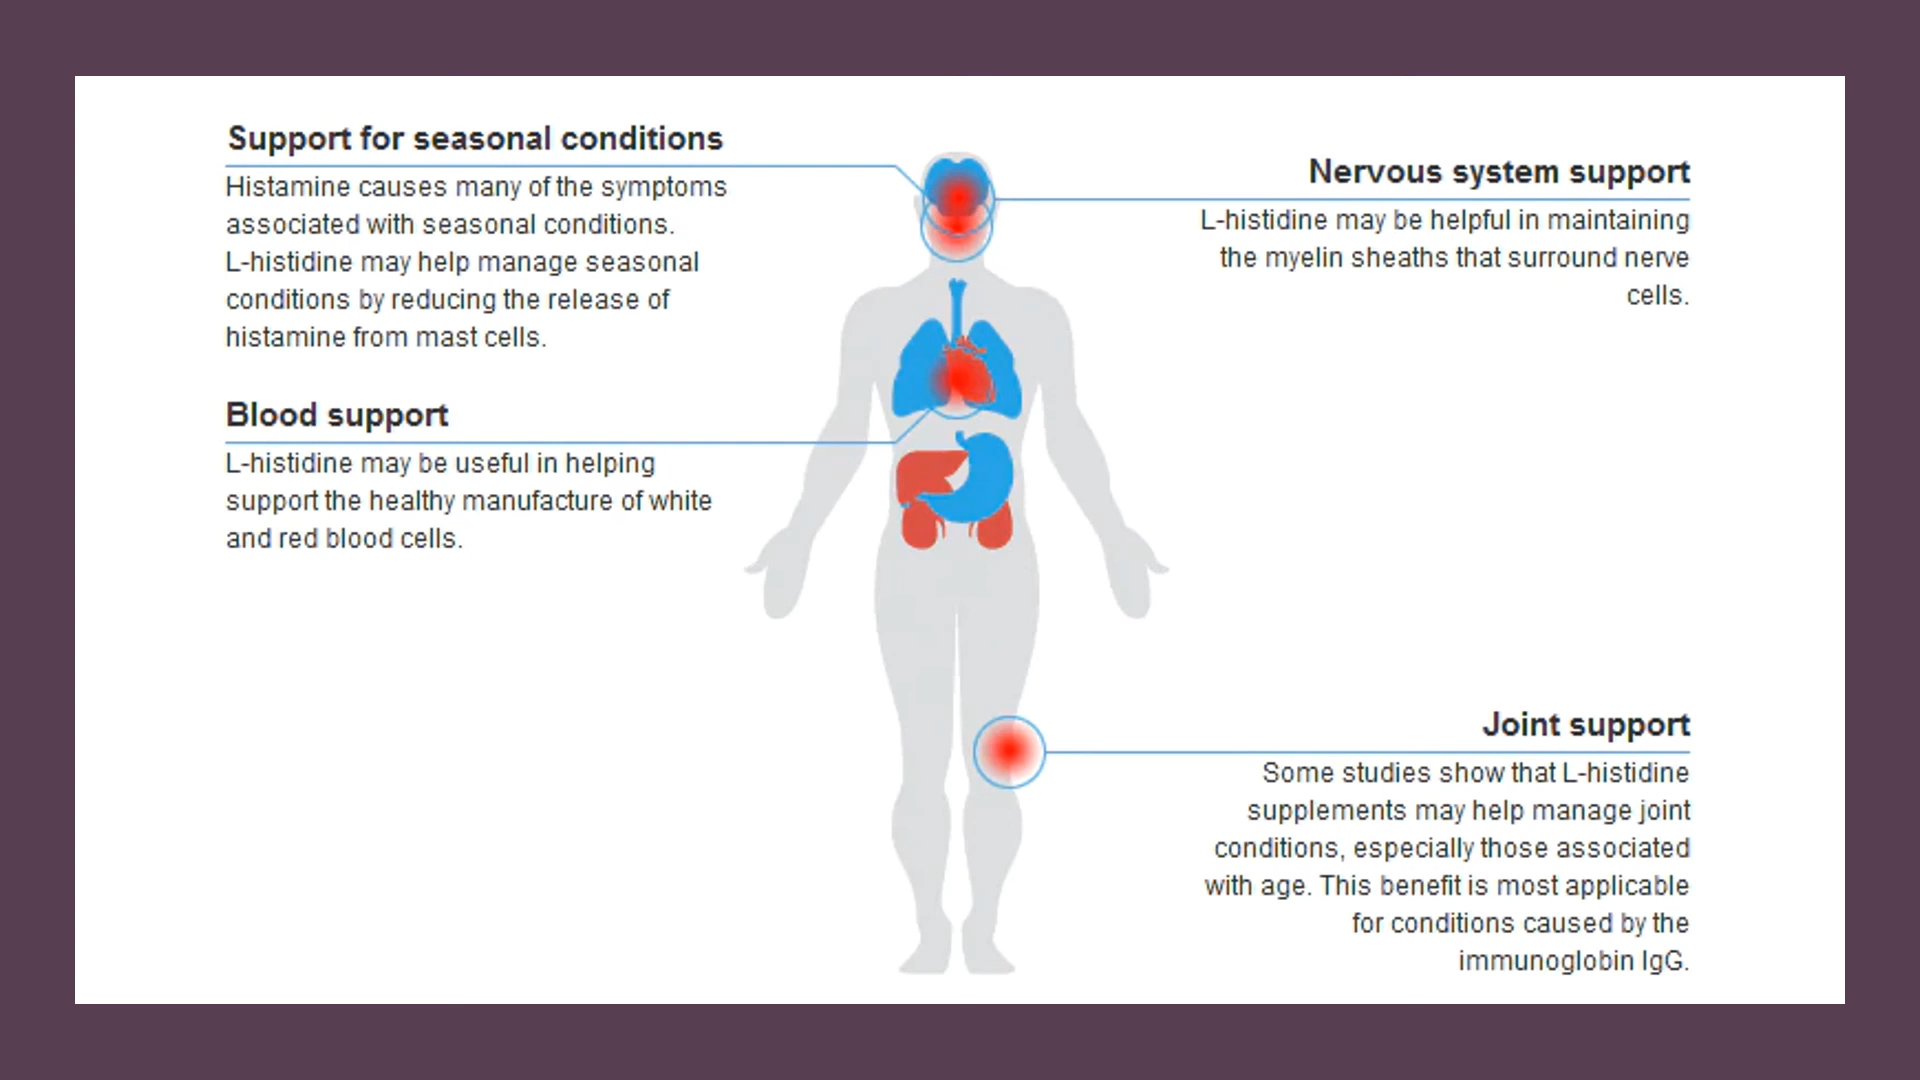 Support for seasonal conditions
Histamine causes many of the symptoms
associated with seasonal conditions.
L-histidine may help manage seasonal
conditions by reducing the release of
histamine from mast cells.
Blood support
L-histidine may be useful in helping
support the healthy manufacture of white
and red blood cells.
Nervous system support
L-histidine may be helpful in maintaining
the myelin sheaths that surround nerve
cells.
Joint support
Some studies show that L-histidine
supplements may help manage joint
conditions, especially those associated
with age. This benefit is most applicable
for conditions caused by the
immunoglobin IgG.